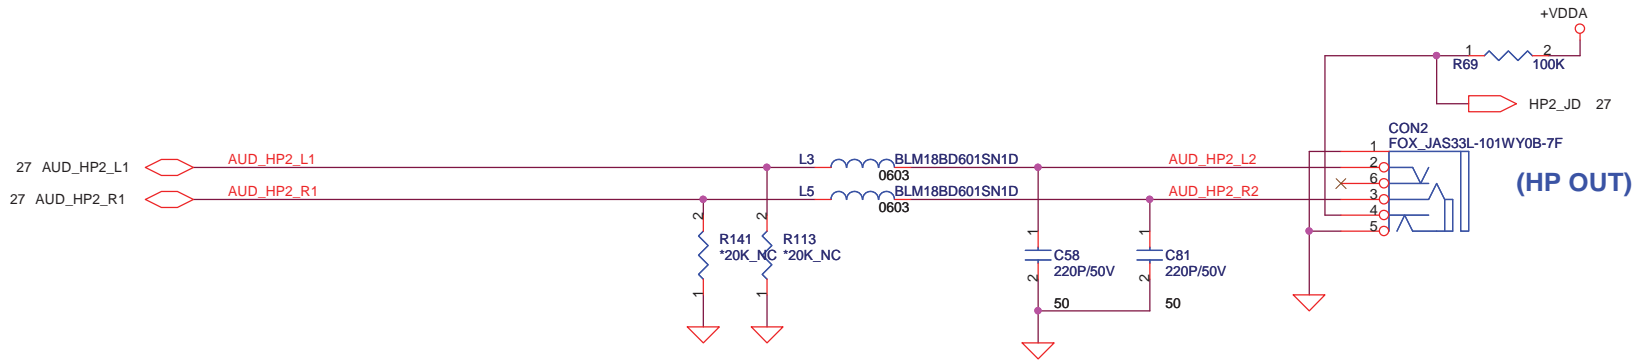 +VDDA
1
2
R69
100K
HP2_JD 27
CON2
FOX_JAS33L-101WY0B-7F
1
27 AUD_HP2_L1
AUD_HP2_L1
L3
BLM18BD601SN1D
AUD_HP2_L2
2
0603
6
(HP OUT)
27 AUD_HP2_R1
AUD_HP2_R1
L5
BLM18BD601SN1D
AUD_HP2_R2
3
0603
4
5
2
2
R141
*20K_NC
R113
*20K_NC
1
1
1
1
C58
220P/50V
C81
220P/50V
2
2
50
50